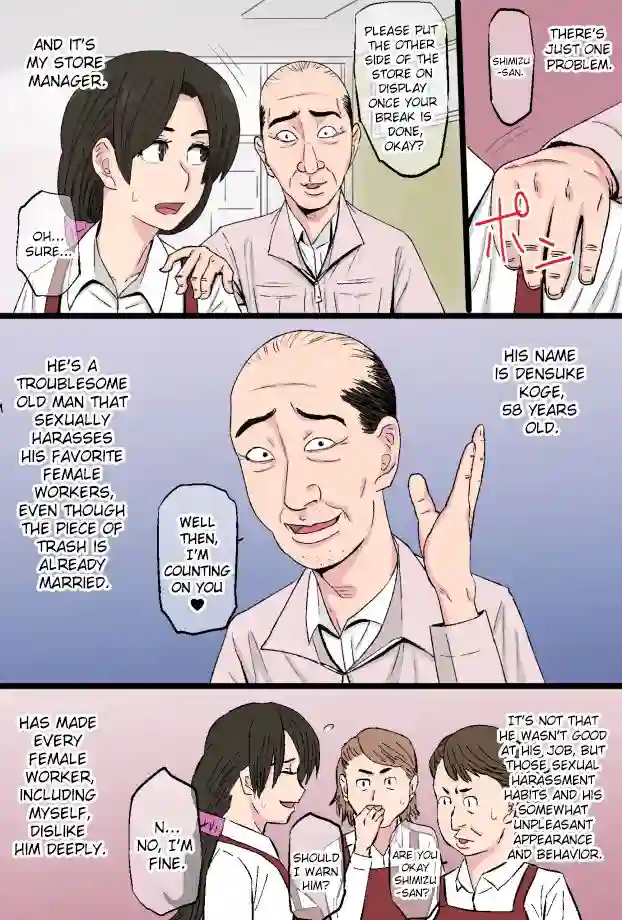 THERE'S
JUST ONE
PROBLEM.
SHIMIZU
-SAN.
ポン
PLEASE PUT
THE OTHER
SIDE OF THE
STORE ON
DISPLAY
ONCE YOUR
BREAK IS
DONE,
OKAY?
AND IT'S
MY STORE
MANAGER.
OH...
SURE...
HIS NAME
IS DENSUKE
KOGE,
58 YEARS
OLD.
HE'S A
TROUBLESOME
OLD MAN THAT
SEXUALLY
HARASSES
HIS FAVORITE
FEMALE
WORKERS,
EVEN THOUGH
THE PIECE OF
TRASH IS
ALREADY
MARRIED.
WELL
THEN,
I'M
COUNTING
ON YOU
♥
IT'S NOT THAT
HE WASN'T GOOD
AT HIS JOB, BUT
THOSE SEXUAL
HARASSMENT
HABITS AND HIS
SOMEWHAT
UNPLEASANT
APPEARANCE
AND BEHAVIOR.
ARE YOU
OKAY
SHIMIZU
-SAN?
SHOULD
I WARN
HIM?
N...
NO, I'M
FINE.
HAS MADE
EVERY
FEMALE
WORKER,
INCLUDING
MYSELF,
DISLIKE
HIM DEEPLY.